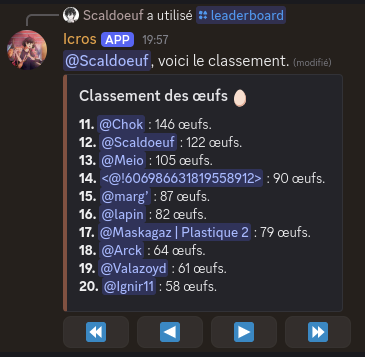 Scaldoeuf a utilisé leaderboard
Icros APP 19:57
@Scaldoeuf, voici le classement. (modifié)
Classement des œufs 🥚
11. @Chok : 146 œufs.
12. @Scaldoeuf : 122 œufs.
13. @Meio : 105 œufs.
14. <@!606986631819558912> : 90 œufs.
15. @marg' : 87 œufs.
16. @lapin : 82 œufs.
17. @Maskagaz | Plastique 2 : 79 œufs.
18. @Arck : 64 œufs.
19. @Valazoyd : 61 œufs.
20. @Ignir11 : 58 œufs.